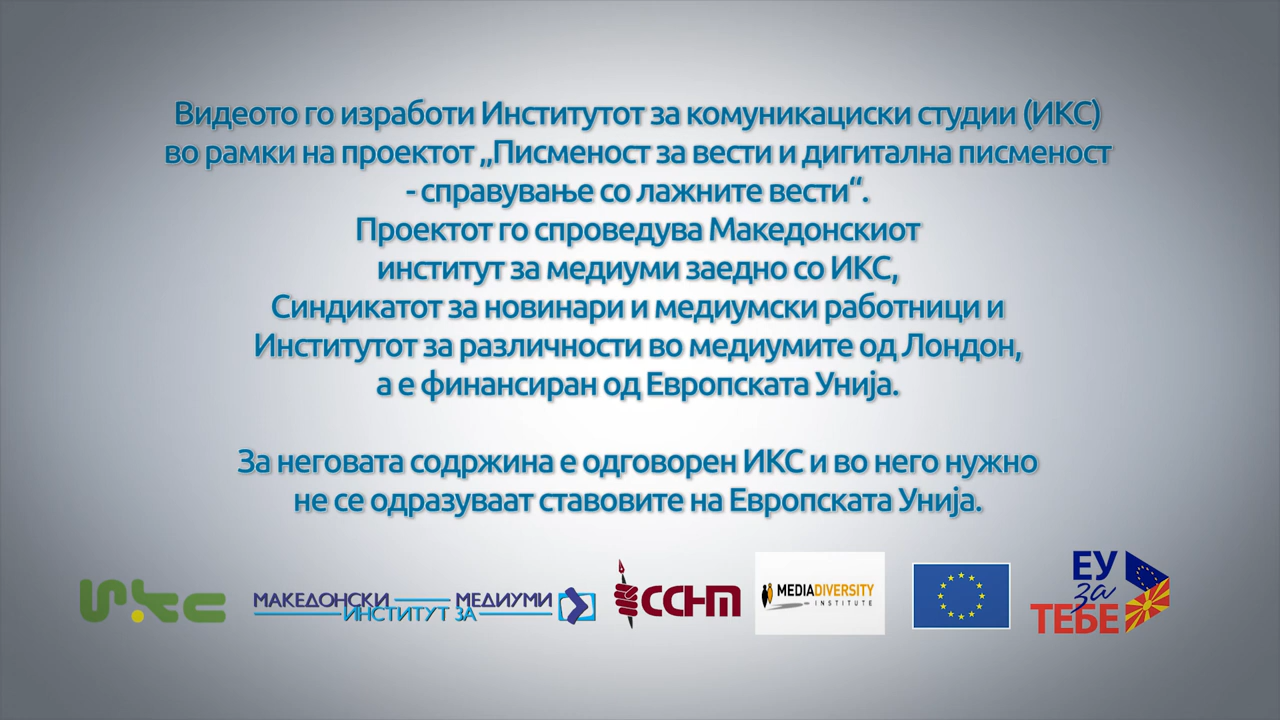 Видеото го изработи Институтот за комуникациски студии (ИКС)
во рамки на проектот „Писменост за вести и дигитална писменост
- справување со лажните вести“.
Проектот го спроведува Македонскиот
институт за медиуми заедно со ИКС,
Синдикатот за новинари и медиумски работници и
Институтот за различности во медиумите од Лондон,
а е финансиран од Европската Унија.
За неговата содржина е одговорен ИКС и во него нужно
не се одразуваат ставовите на Европската Унија.
икс
МАКЕДОНСКИ МЕДИУМИ
ИНСТИТУТ ЗА
ССНМ
MEDIADIVERSITY
INSTITUTE
ЕУ
за
ТЕБЕ